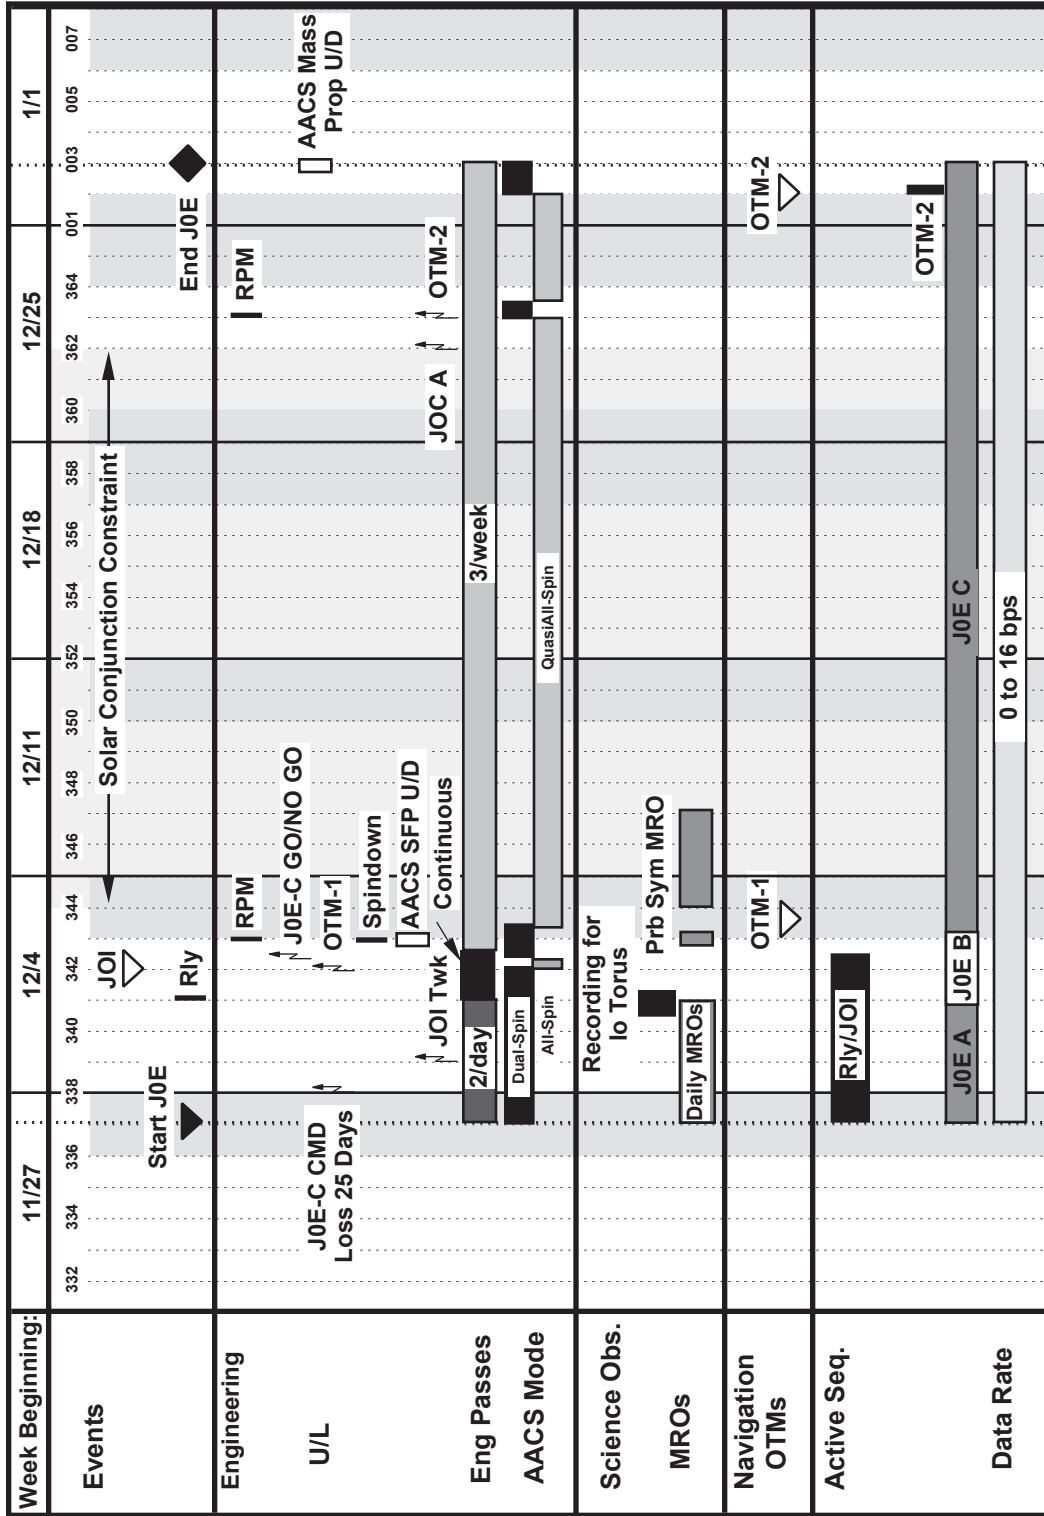 Week Beginning:
11/27
12/4
12/11
12/18
12/25
1/1
332
334
336
338
340
342
344
346
348
350
352
354
356
358
360
362
364
001
003
005
007
Events
Start J0E
JOI
Rly
Solar Conjunction Constraint
End J0E
Engineering
U/L
J0E-C CMD
Loss 25 Days
RPM
J0E-C GO/NO GO
OTM-1
Spindown
AACS SFP U/D
JOI Twk
Continuous
RPM
AACS Mass
Prop U/D
JOC A
OTM-2
Eng Passes
2/day
3/week
AACS Mode
Dual-Spin
All-Spin
QuasiAll-Spin
Science Obs.
Recording for
Io Torus
MROs
Daily MROs
Prb Sym MRO
Navigation
OTMs
OTM-1
OTM-2
Active Seq.
Rly/JOI
OTM-2
J0E A
J0E B
J0E C
Data Rate
0 to 16 bps